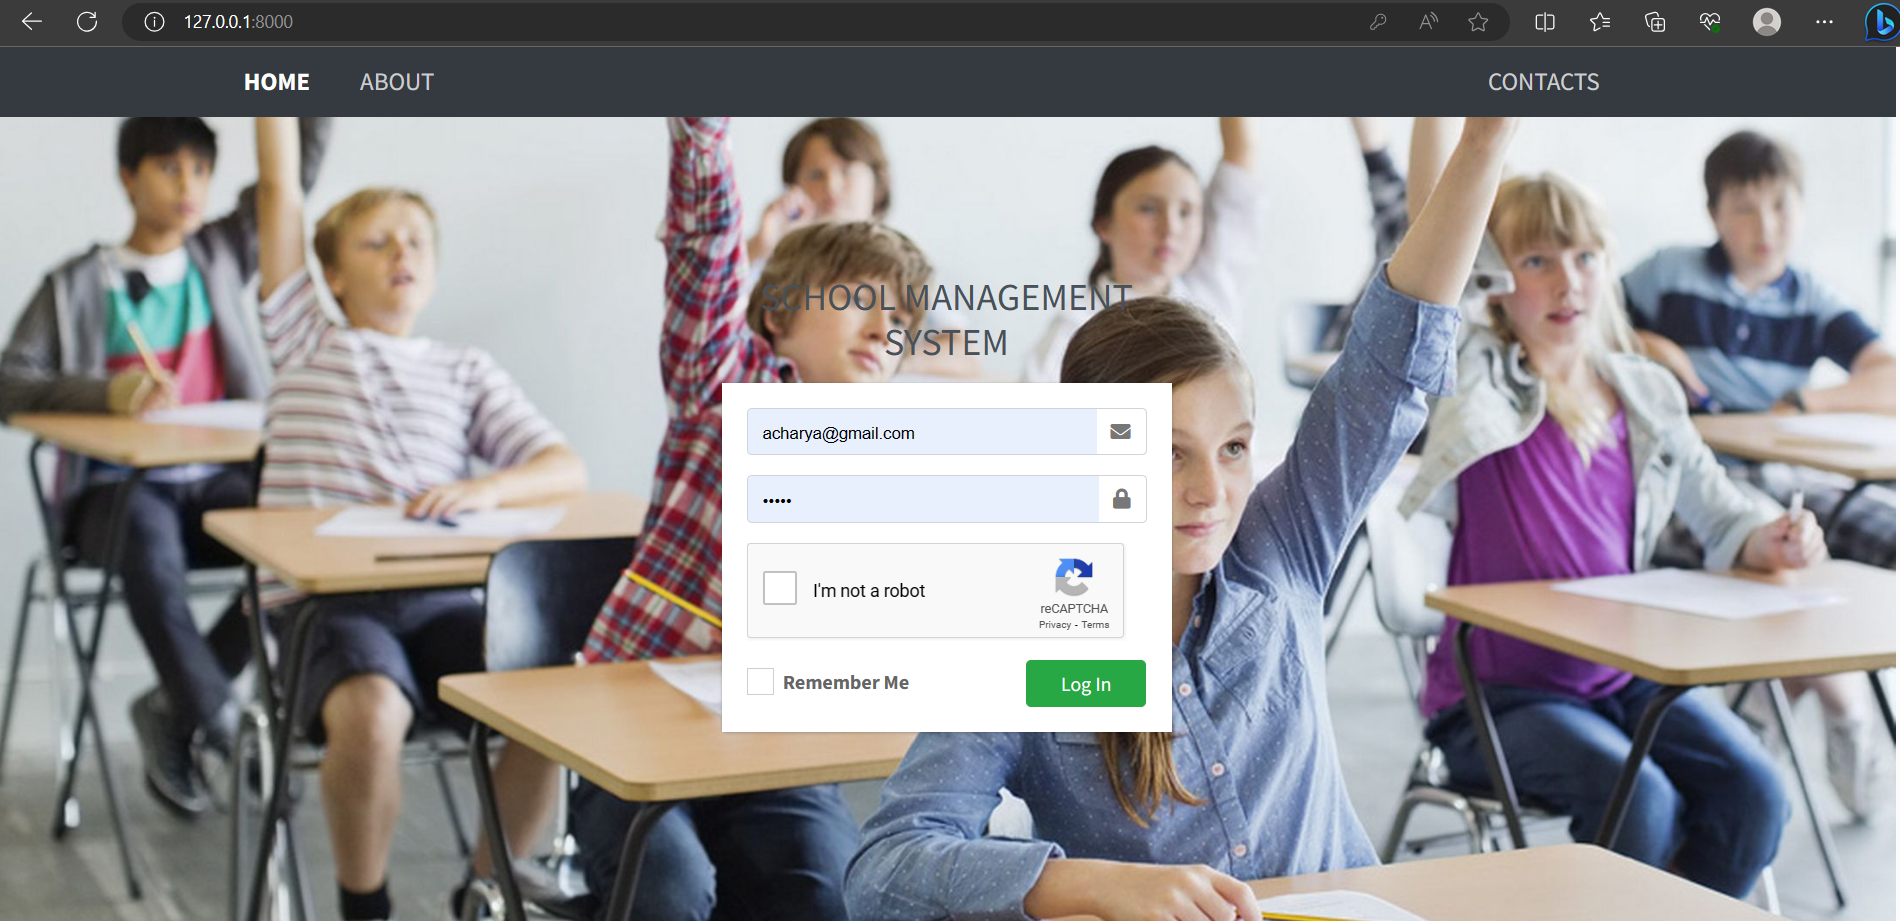 127.0.0.1:8000
HOME ABOUT CONTACTS
SCHOOL MANAGEMENT
SYSTEM
acharya@gmail.com
•••••
I'm not a robot
reCAPTCHA
Privacy - Terms
Remember Me
Log In